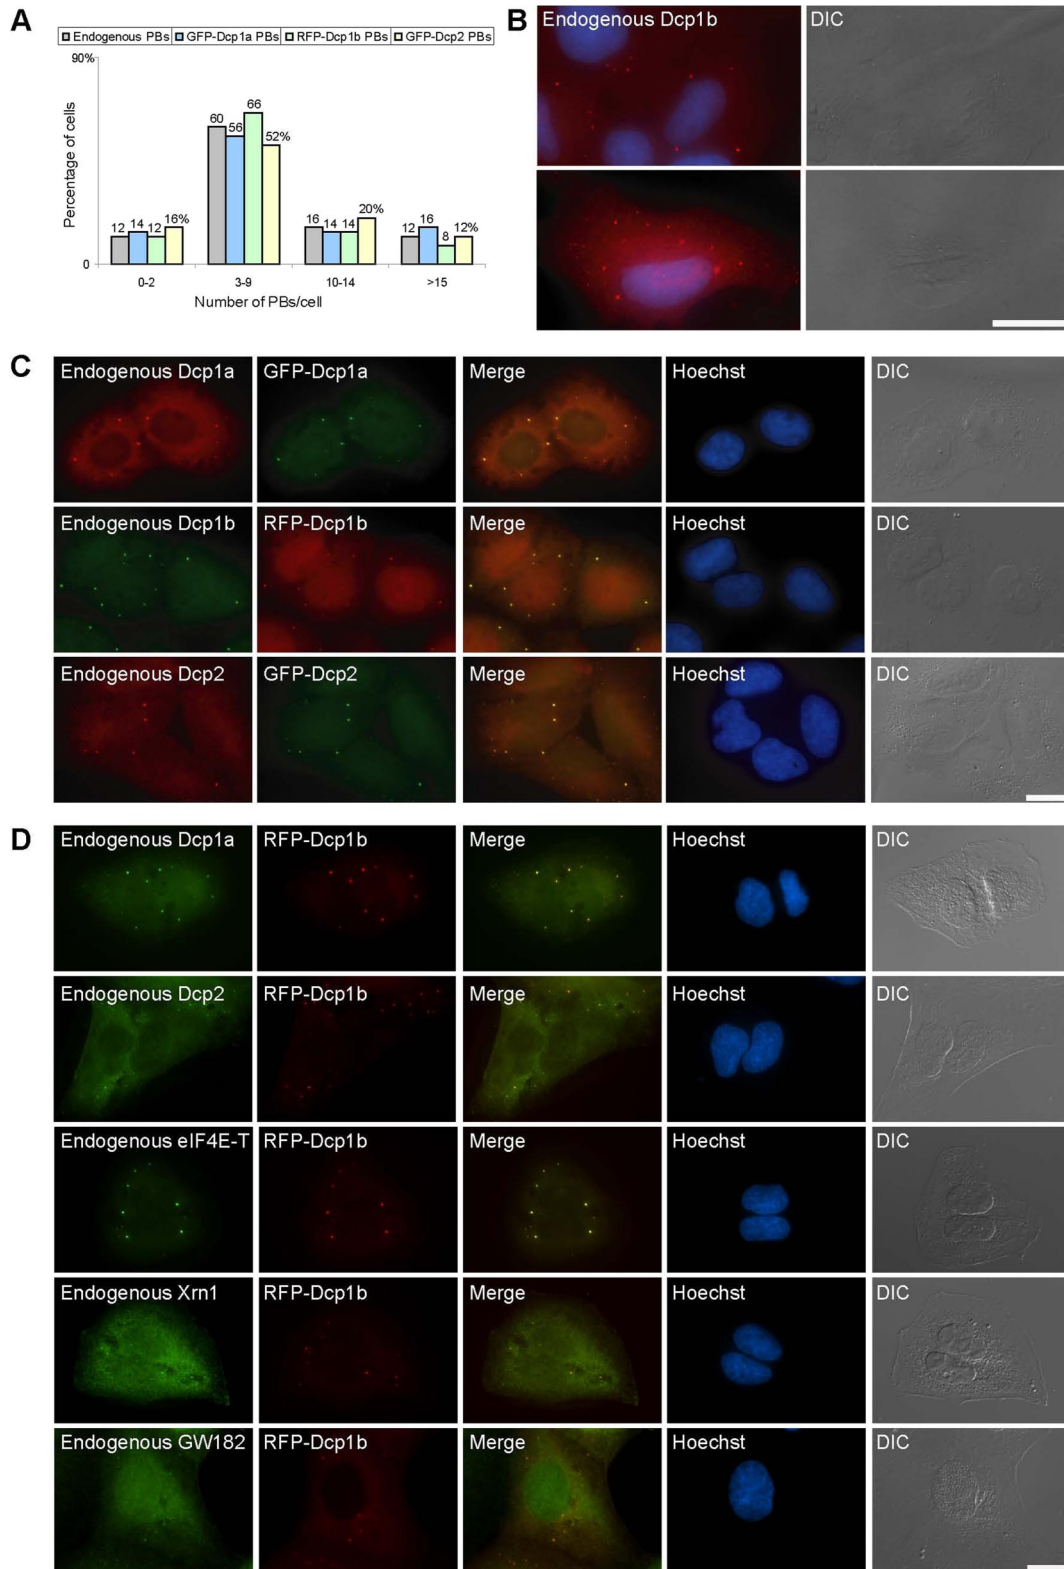 A
Endogenous PBs GFP-Dcp1a PBs RFP-Dcp1b PBs GFP-Dcp2 PBs
90%
Percentage of cells
0
12 14 12 16%
60 56 66 52%
16 14 14 20%
12 16 8 12%
0-2 3-9 10-14 >15
Number of PBs/cell
B
Endogenous Dcp1b DIC
C
Endogenous Dcp1a GFP-Dcp1a Merge Hoechst DIC
Endogenous Dcp1b RFP-Dcp1b Merge Hoechst DIC
Endogenous Dcp2 GFP-Dcp2 Merge Hoechst DIC
D
Endogenous Dcp1a RFP-Dcp1b Merge Hoechst DIC
Endogenous Dcp2 RFP-Dcp1b Merge Hoechst DIC
Endogenous eIF4E-T RFP-Dcp1b Merge Hoechst DIC
Endogenous Xrn1 RFP-Dcp1b Merge Hoechst DIC
Endogenous GW182 RFP-Dcp1b Merge Hoechst DIC